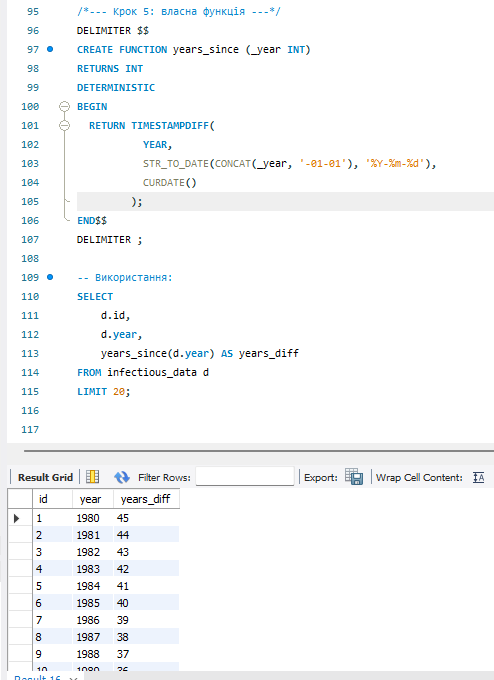 95 /*--- Крок 5: власна функція ---*/
96 DELIMITER $$
97 CREATE FUNCTION years_since (_year INT)
98 RETURNS INT
99 DETERMINISTIC
100 BEGIN
101 RETURN TIMESTAMPDIFF(
102 YEAR,
103 STR_TO_DATE(CONCAT(_year, '-01-01'), '%Y-%m-%d'),
104 CURDATE()
105 );
106 END$$
107 DELIMITER ;
108
109 -- Використання:
110 SELECT
111 d.id,
112 d.year,
113 years_since(d.year) AS years_diff
114 FROM infectious_data d
115 LIMIT 20;
116
117
Result Grid Filter Rows: Export: Wrap Cell Content:
id year years_diff
1 1980 45
2 1981 44
3 1982 43
4 1983 42
5 1984 41
6 1985 40
7 1986 39
8 1987 38
9 1988 37
10 1989 36
Result 16